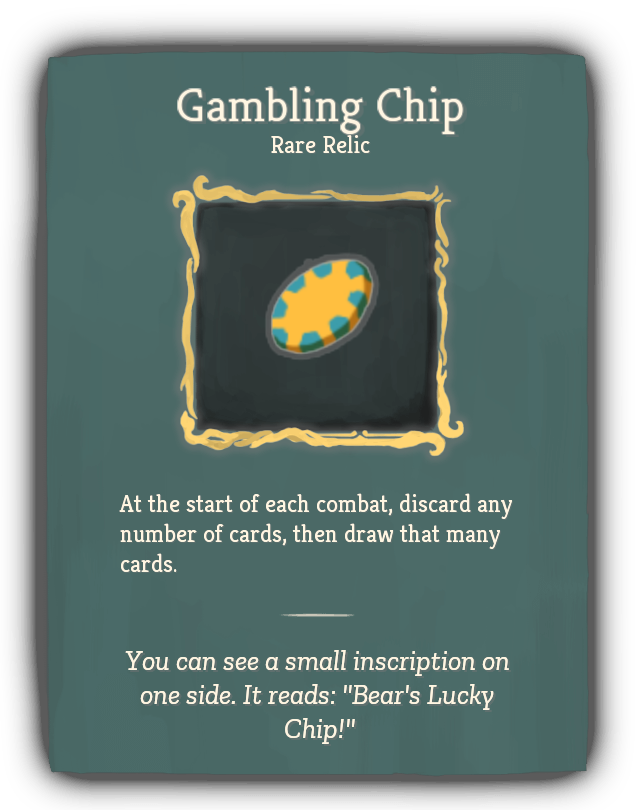 Gambling Chip
Rare Relic
At the start of each combat, discard any
number of cards, then draw that many
cards.
You can see a small inscription on
one side. It reads: "Bear's Lucky
Chip!"